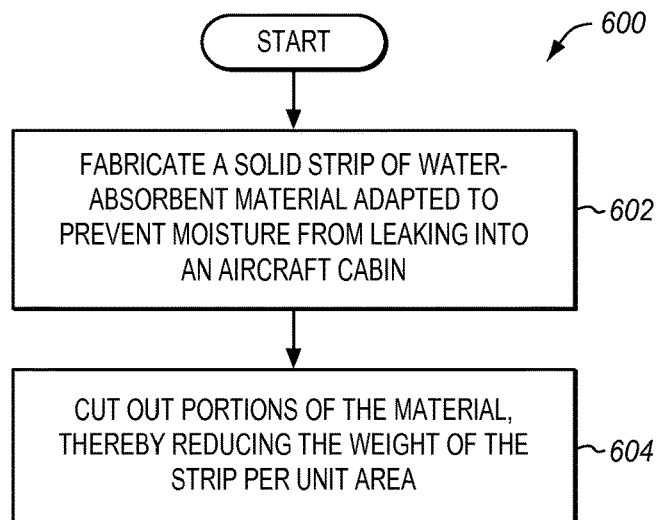 START
600
FABRICATE A SOLID STRIP OF WATER-
ABSORBENT MATERIAL ADAPTED TO
PREVENT MOISTURE FROM LEAKING INTO
AN AIRCRAFT CABIN
602
CUT OUT PORTIONS OF THE MATERIAL,
THEREBY REDUCING THE WEIGHT OF THE
STRIP PER UNIT AREA
604